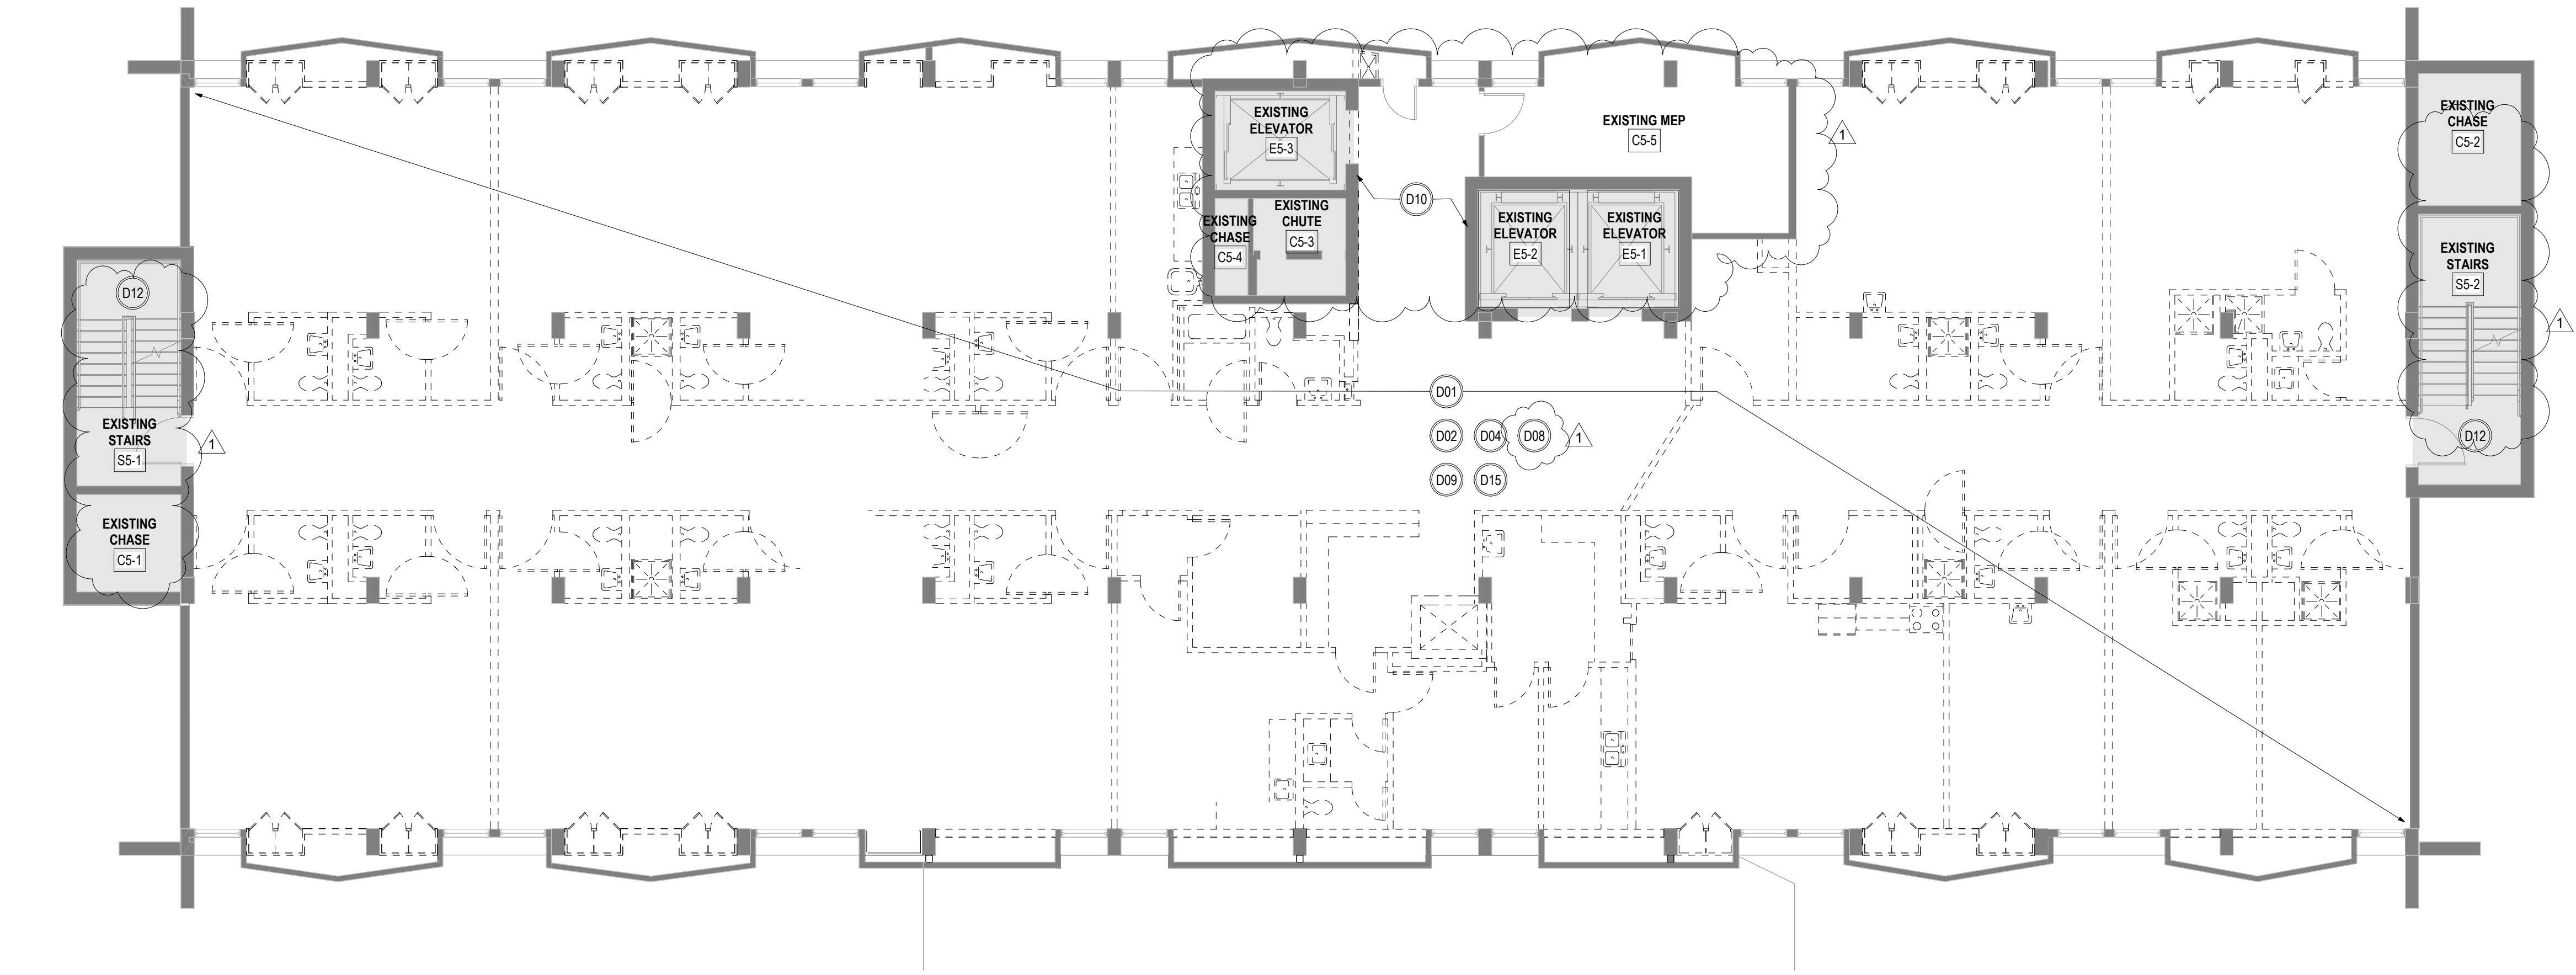 EXISTING
ELEVATOR
E5-3
EXISTING MEP
C5-5
1
EXISTING
CHASE
C5-2
EXISTING
CHASE
C5-4
EXISTING
CHUTE
C5-3
D10
EXISTING
ELEVATOR
E5-2
EXISTING
ELEVATOR
E5-1
EXISTING
STAIRS
S5-2
1
D12
D12
EXISTING
STAIRS
S5-1
1
EXISTING
CHASE
C5-1
D01
D02
D04
D08
1
D09
D15